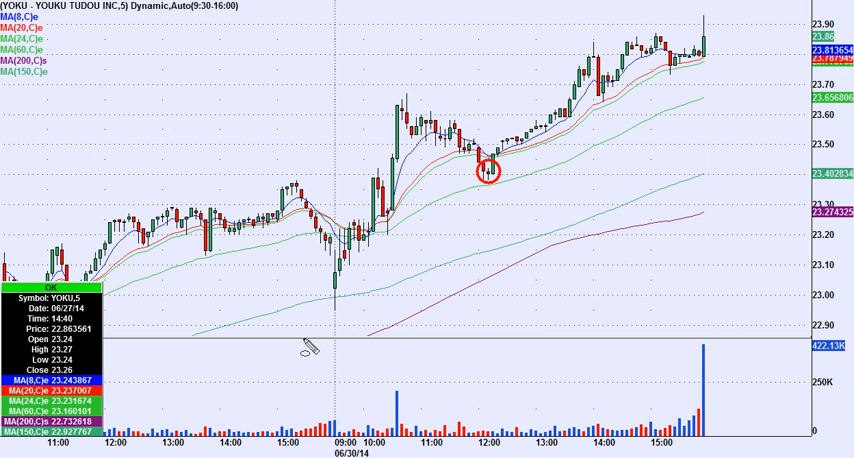 (YOKU - YOUKU TUDOU INC,5) Dynamic,Auto(9:30-16:00)
MA(8,C)e
MA(20,C)e
MA(24,C)e
MA(60,C)e
MA(200,C)s
MA(150,C)e
23.90
23.86
23.813654
23.787949
23.70
23.656806
23.60
23.50
23.402834
23.30
23.274325
23.20
23.10
23.00
22.90
OK
Symbol: YOKU,5
Date: 06/27/14
Time: 14:40
Price: 22.863561
Open 23.24
High 23.27
Low 23.24
Close 23.26
MA(8,C)e 23.243867
MA(20,C)e 23.237007
MA(24,C)e 23.231674
MA(60,C)e 23.160101
MA(200,C)s 22.732618
MA(150,C)e 22.927767
422.13K
250K
0
11:00 12:00 13:00 14:00 15:00 09:00 10:00 11:00 12:00 13:00 14:00 15:00
06/30/14